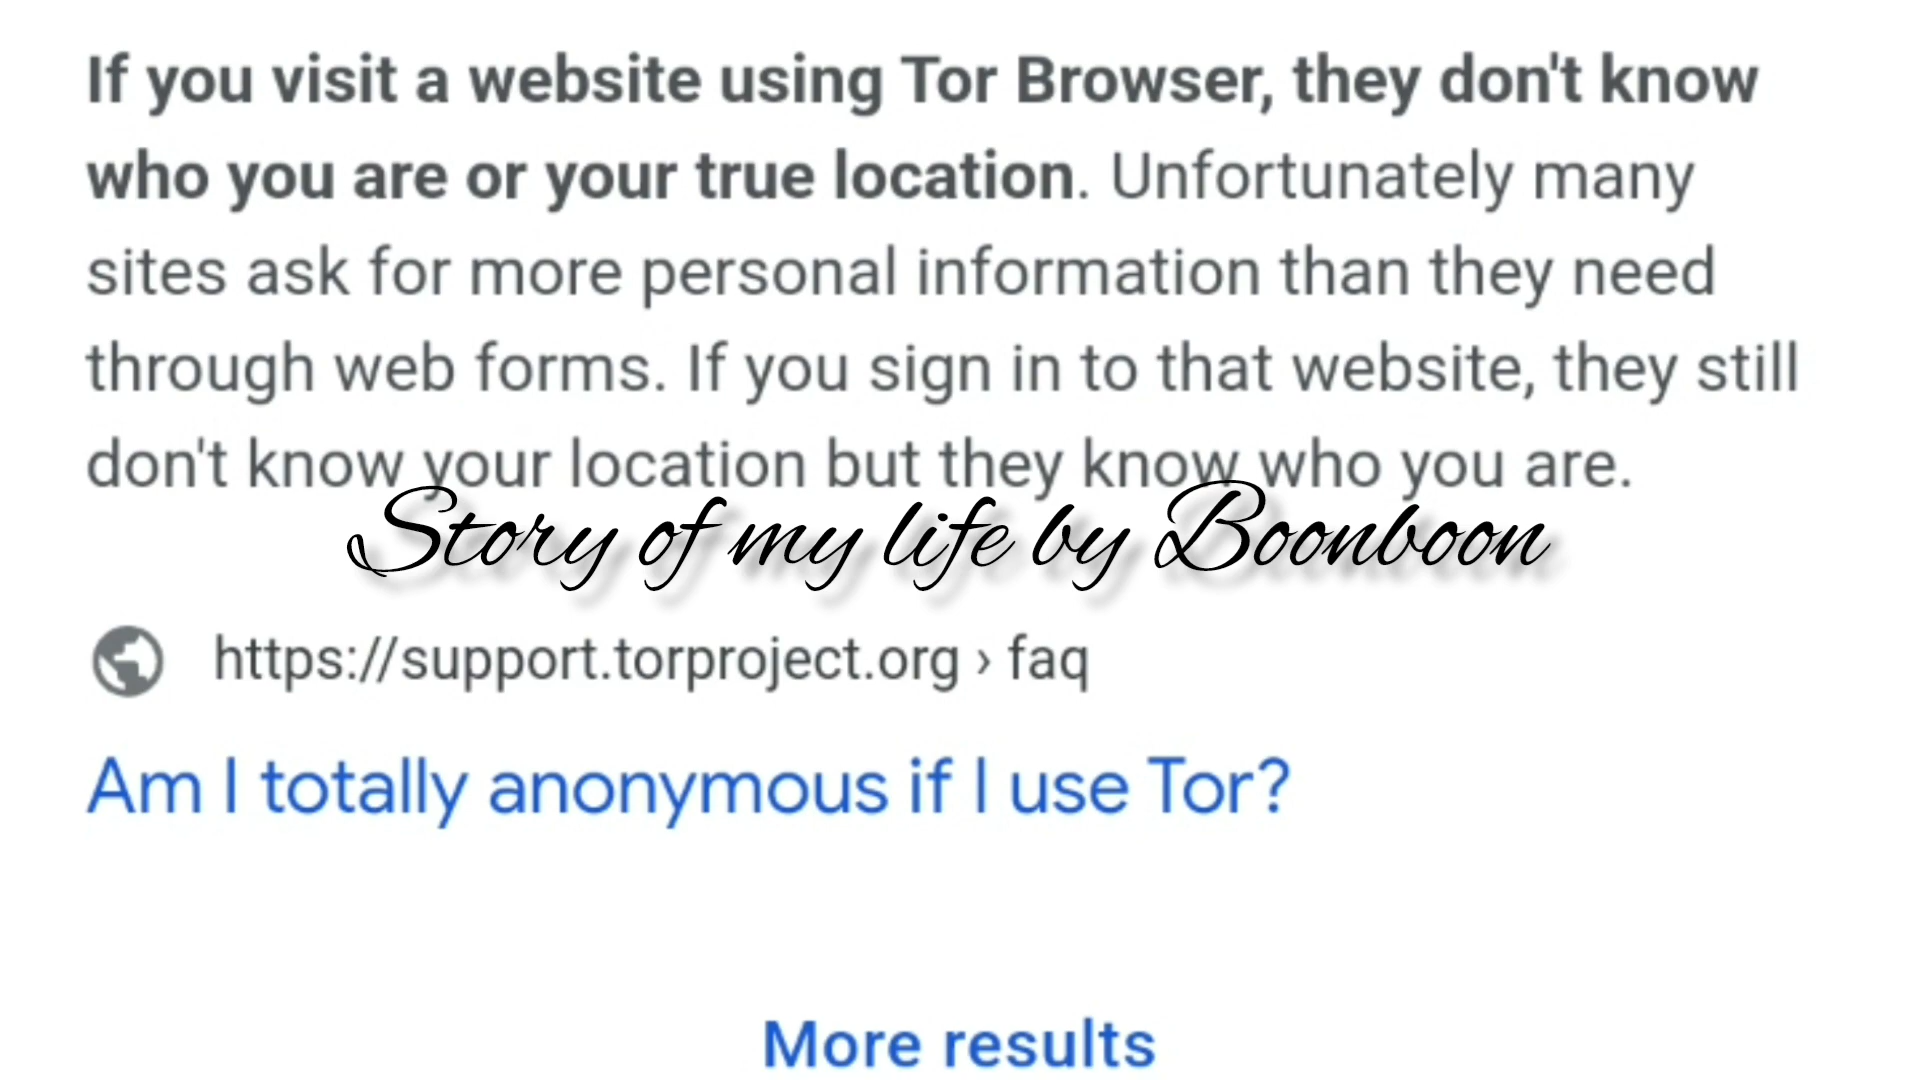 If you visit a website using Tor Browser, they don't know
who you are or your true location. Unfortunately many
sites ask for more personal information than they need
through web forms. If you sign in to that website, they still
don't know your location but they know who you are.
Story of my life by Boonboon
https://support.torproject.org › faq
Am I totally anonymous if I use Tor?
More results